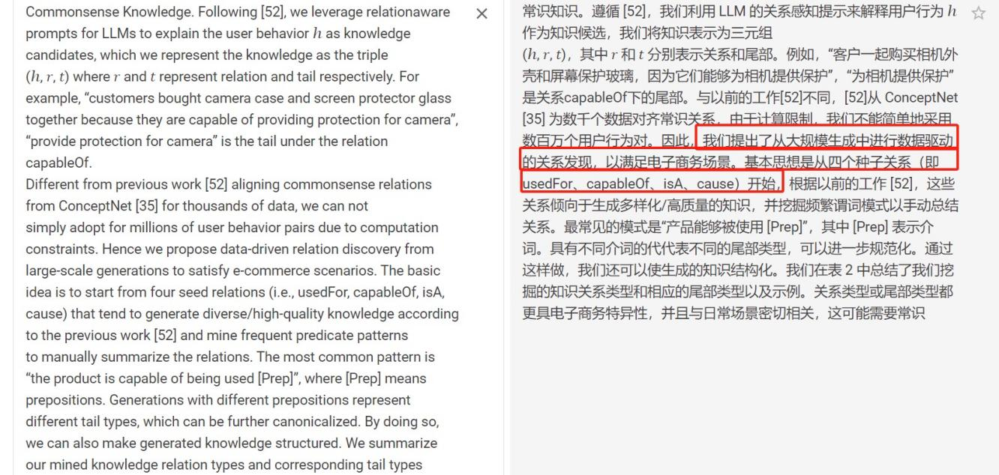 Commonsense Knowledge. Following [52], we leverage relationaware
prompts for LLMs to explain the user behavior h as knowledge
candidates, which we represent the knowledge as the triple
(h, r, t) where r and t represent relation and tail respectively. For
example, “customers bought camera case and screen protector glass
together because they are capable of providing protection for camera”,
“provide protection for camera” is the tail under the relation
capableOf.
Different from previous work [52] aligning commonsense relations
from ConceptNet [35] for thousands of data, we can not
simply adopt for millions of user behavior pairs due to computation
constraints. Hence we propose data-driven relation discovery from
large-scale generations to satisfy e-commerce scenarios. The basic
idea is to start from four seed relations (i.e., usedFor, capableOf, isA,
cause) that tend to generate diverse/high-quality knowledge according
to the previous work [52] and mine frequent predicate patterns
to manually summarize the relations. The most common pattern is
“the product is capable of being used [Prep]”, where [Prep] means
prepositions. Generations with different prepositions represent
different tail types, which can be further canonicalized. By doing so,
we can also make generated knowledge structured. We summarize
our mined knowledge relation types and corresponding tail types
常识知识。遵循 [52]，我们利用 LLM 的关系感知提示来解释用户行为 h
作为知识候选，我们将知识表示为三元组
(h, r, t)，其中 r 和 t 分别表示关系和尾部。例如，“客户一起购买相机外
壳和屏幕保护玻璃，因为它们能够为相机提供保护”，“为相机提供保护”
是关系capableOf下的尾部。与以前的工作[52]不同，[52]从 ConceptNet
[35] 为数千个数据对齐常识关系，由于计算限制，我们不能简单地采用
数百万个用户行为对。因此，我们提出了从大规模生成中进行数据驱动
的关系发现，以满足电子商务场景。基本思想是从四个种子关系（即
usedFor、capableOf、isA、cause）开始，根据以前的工作 [52]，这些
关系倾向于生成多样化/高质量的知识，并挖掘频繁谓词模式以手动总结
关系。最常见的模式是“产品能够被使用 [Prep]”，其中 [Prep] 表示介
词。具有不同介词的代代表不同的尾部类型，可以进一步规范化。通过
这样做，我们还可以使生成的知识结构化。我们在表 2 中总结了我们挖
掘的知识关系类型和相应的尾部类型以及示例。关系类型或尾部类型都
更具电子商务特异性，并且与日常场景密切相关，这可能需要常识